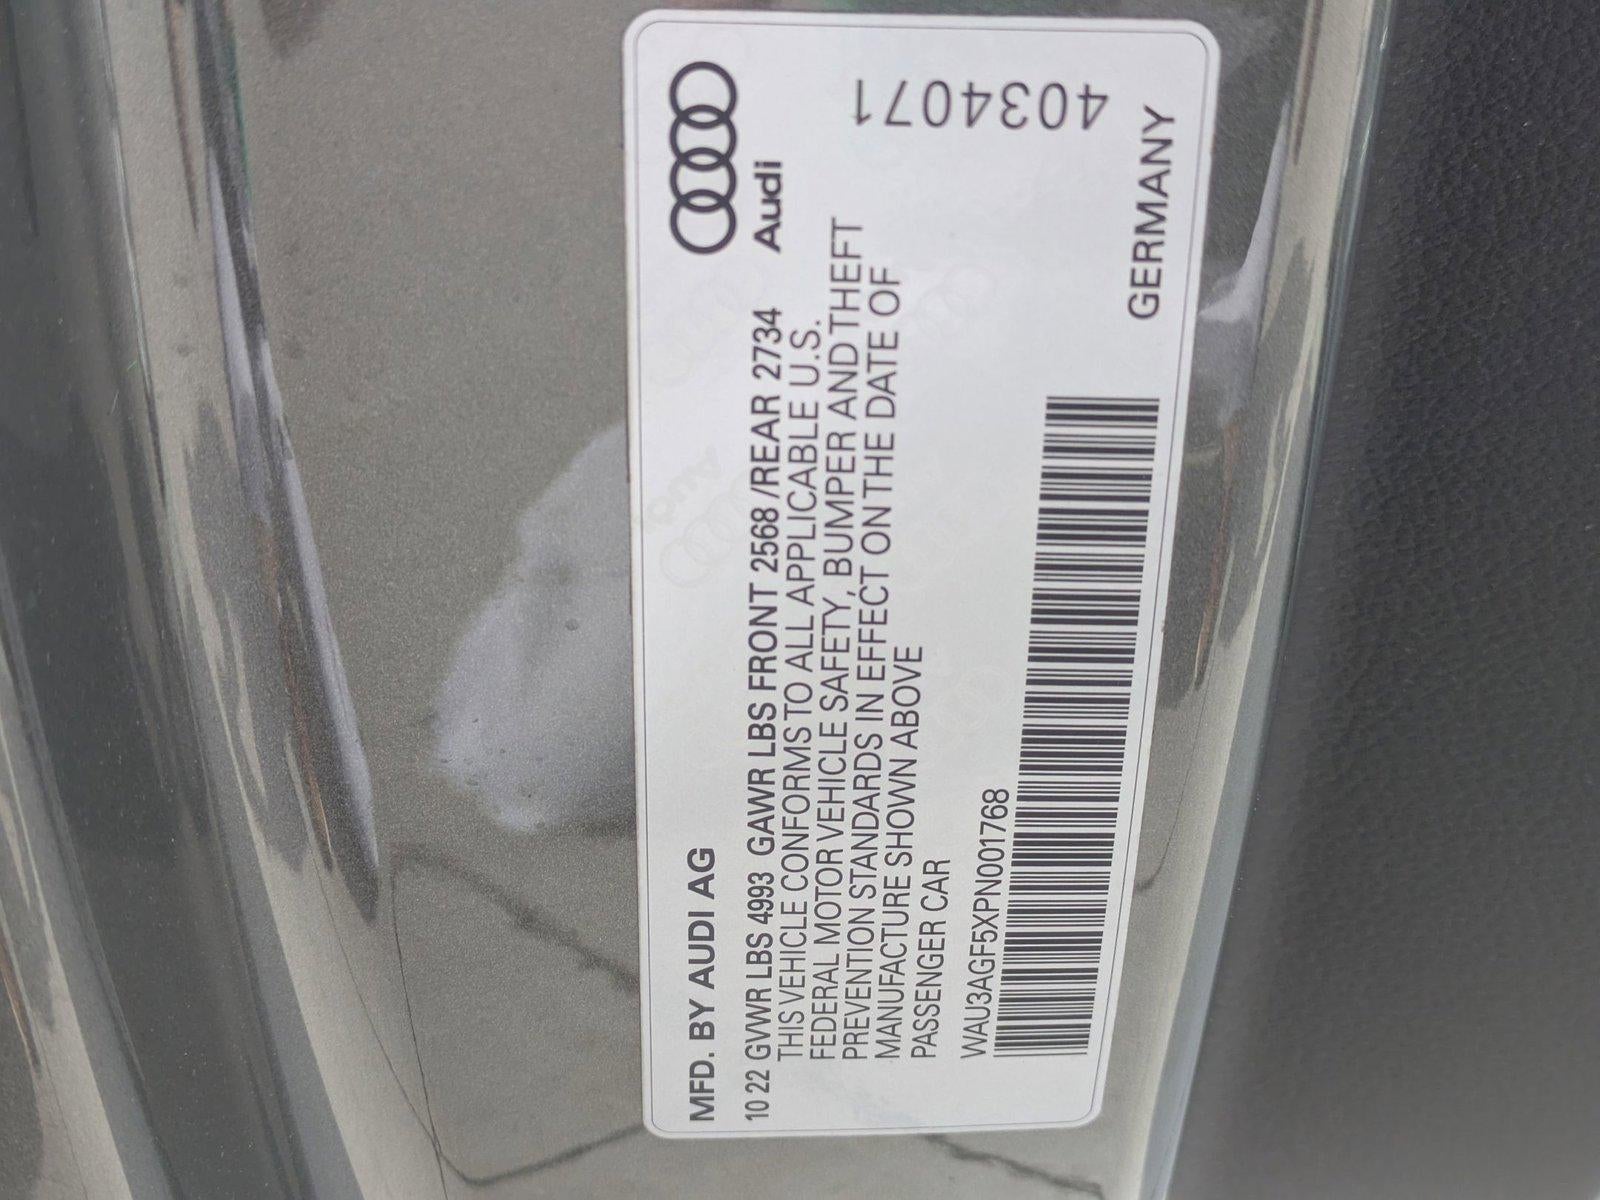 MFD. BY AUDI AG
Audi
10 22 GVWR LBS 4993 GAWR LBS FRONT 2568 /REAR 2734
THIS VEHICLE CONFORMS TO ALL APPLICABLE U.S.
FEDERAL MOTOR VEHICLE SAFETY, BUMPER AND THEFT
PREVENTION STANDARDS IN EFFECT ON THE DATE OF
MANUFACTURE SHOWN ABOVE
PASSENGER CAR
WAU3AGF5XPN001768
4034071
GERMANY